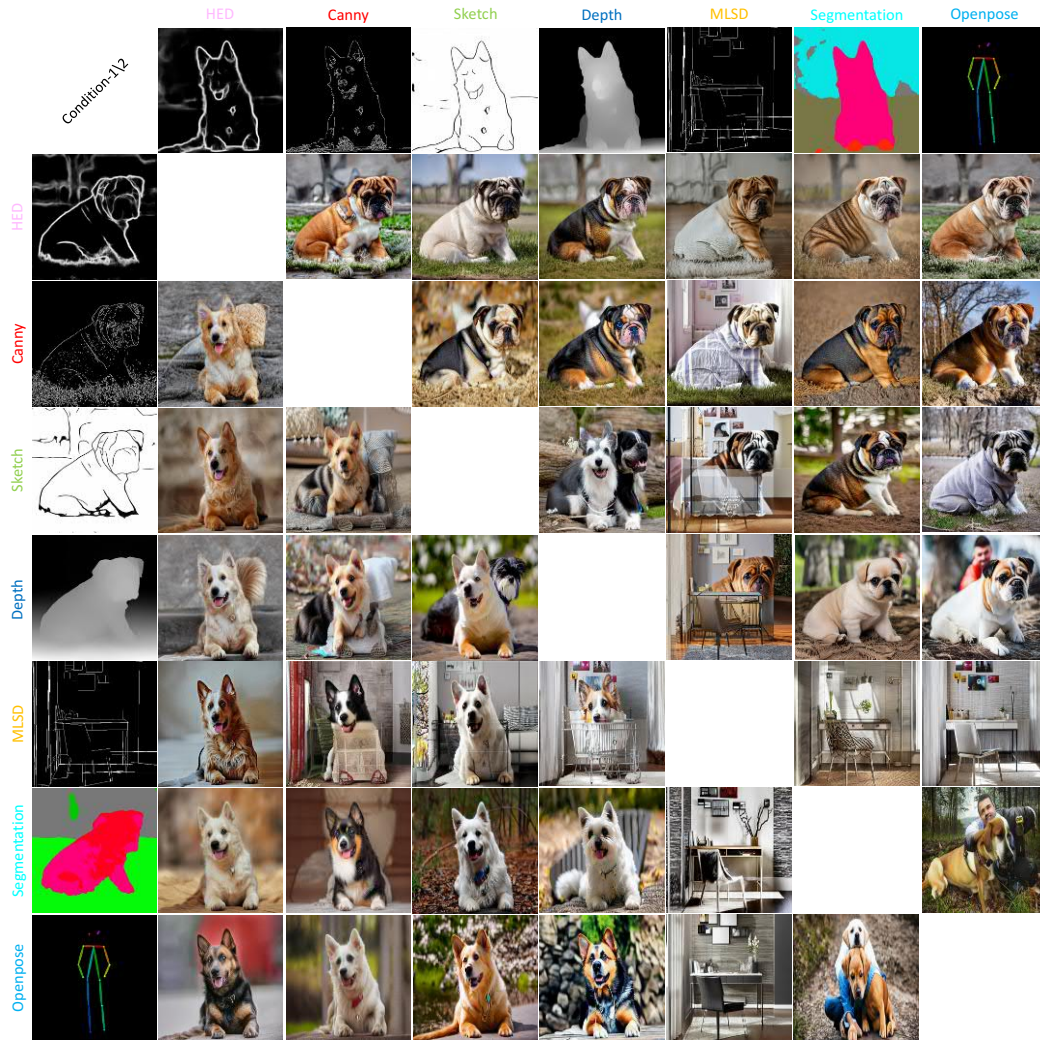 HED Canny Sketch Depth MLSD Segmentation Openpose
Condition-1\2
HED
Canny
Sketch
Depth
MLSD
Segmentation
Openpose